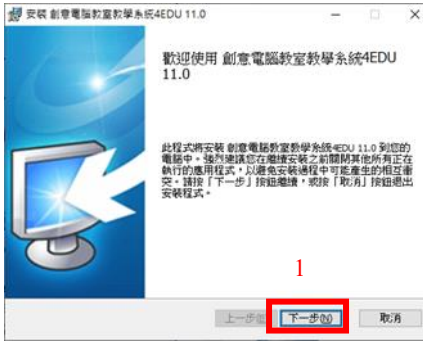 安裝 創意電腦教室教學系統4EDU 11.0
歡迎使用 創意電腦教室教學系統4EDU
11.0
此程式將安裝 創意電腦教室教學系統4EDU 11.0 到您的
電腦中。強烈建議您在繼續安裝之前關閉其他所有正在
執行的應用程式，以避免安裝過程中可能產生的相互衝
突。請按「下一步」按鈕繼續，或按「取消」按鈕退出
安裝程式。
1
上一步(B) 下一步(N) 取消